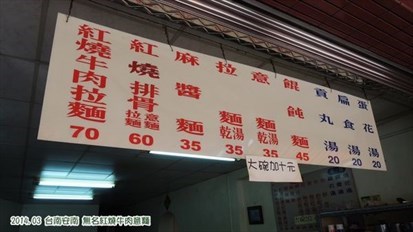 紅燒牛肉拉麵 70
紅燒排骨拉麵意麵 60
麻醬麵 35
拉麵乾湯 35
意麵乾湯 35
餛飩 45
貢丸湯 20
扁食湯 20
蛋花湯 20
大碗加十元
2014.03 台南安南 無名紅燒牛肉鍋麵